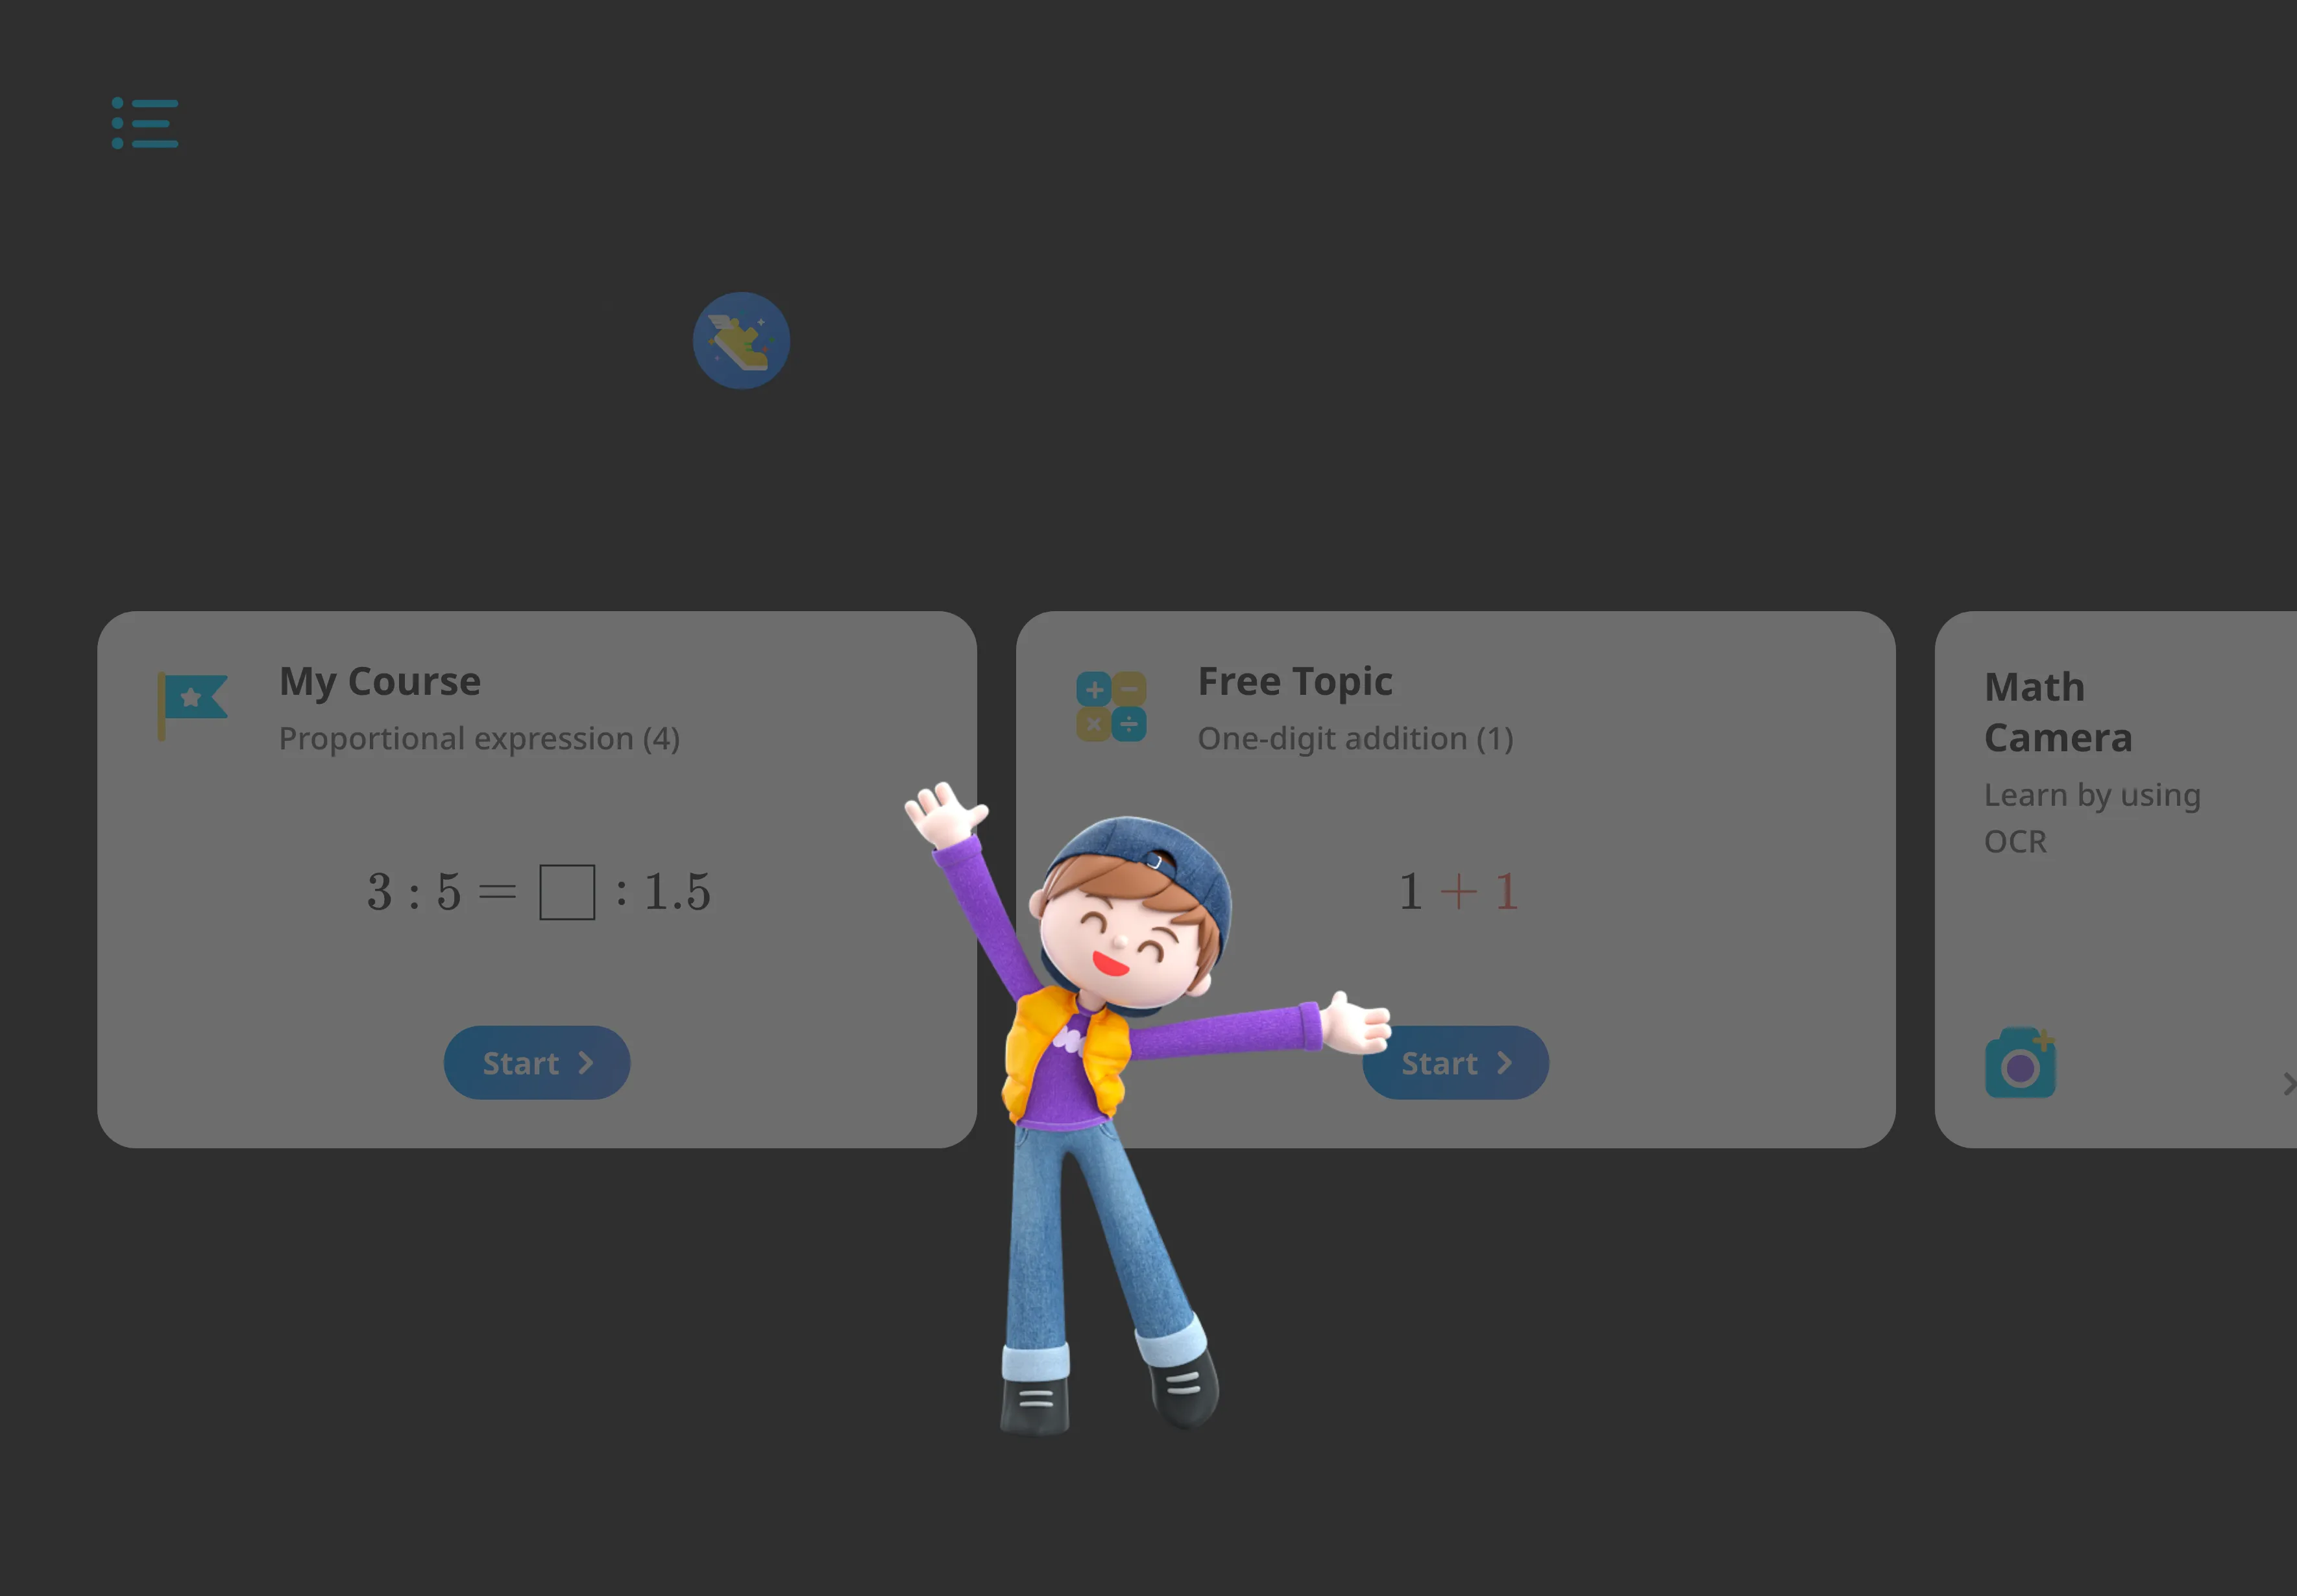 My Course
Proportional expression (4)
3 : 5 = □ : 1.5
Start
Free Topic
One-digit addition (1)
1 + 1
Start
Math
Camera
Learn by using
OCR